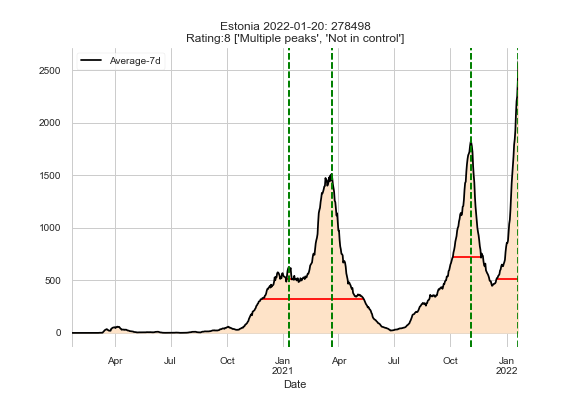 Estonia 2022-01-20: 278498
Rating:8 ['Multiple peaks', 'Not in control']
Average-7d
2500
2000
1500
1000
500
0
Apr Jul Oct Jan Apr Jul Oct Jan
2021 2022
Date